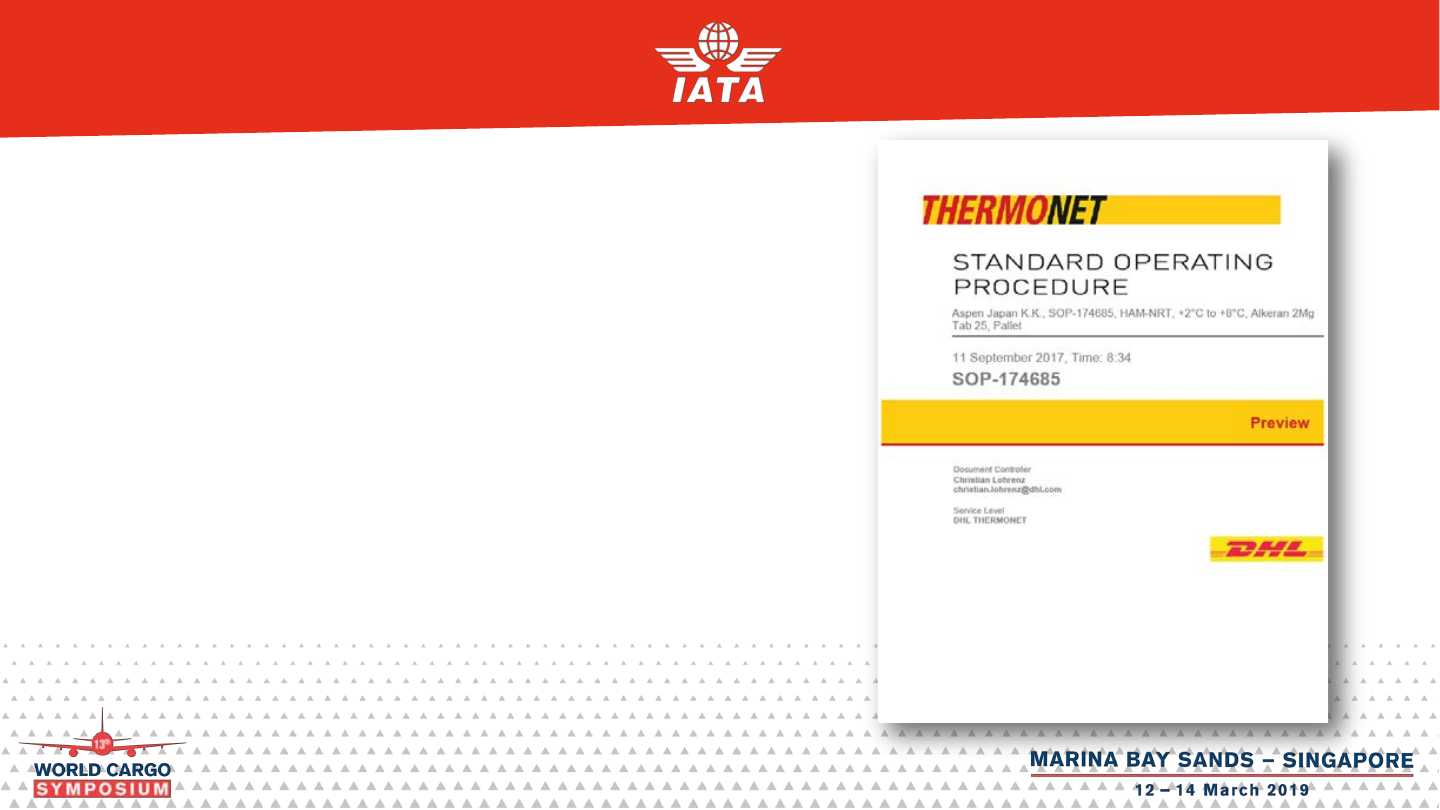 IATA
THERMONET
STANDARD OPERATING
PROCEDURE
Aspen Japan K.K., SOP-174685, HAM-NRT, +2°C to +8°C, Alkeran 2Mg
Tab 25, Pallet
11 September 2017, Time: 8:34
SOP-174685
Preview
Document Controller
Christian Lohrenz
christian.lohrenz@dhl.com
Service Level
DHL THERMONET
DHL
13th
WORLD CARGO
SYMPOSIUM
MARINA BAY SANDS – SINGAPORE
12 – 14 March 2019